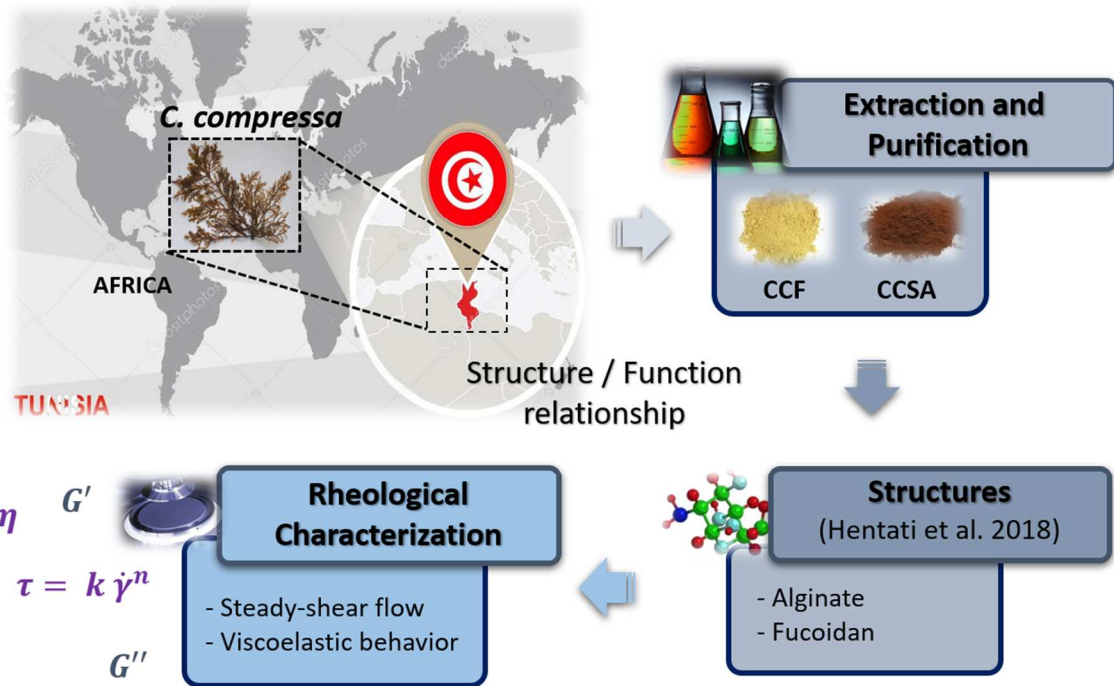 C. compressa
AFRICA
TUNISIA
Extraction and
Purification
CCF
CCSA
Structure / Function
relationship
Structures
(Hentati et al. 2018)
- Alginate
- Fucoidan
Rheological
Characterization
- Steady-shear flow
- Viscoelastic behavior
G′
η
τ = k γ̇ⁿ
G′′
depositphotos